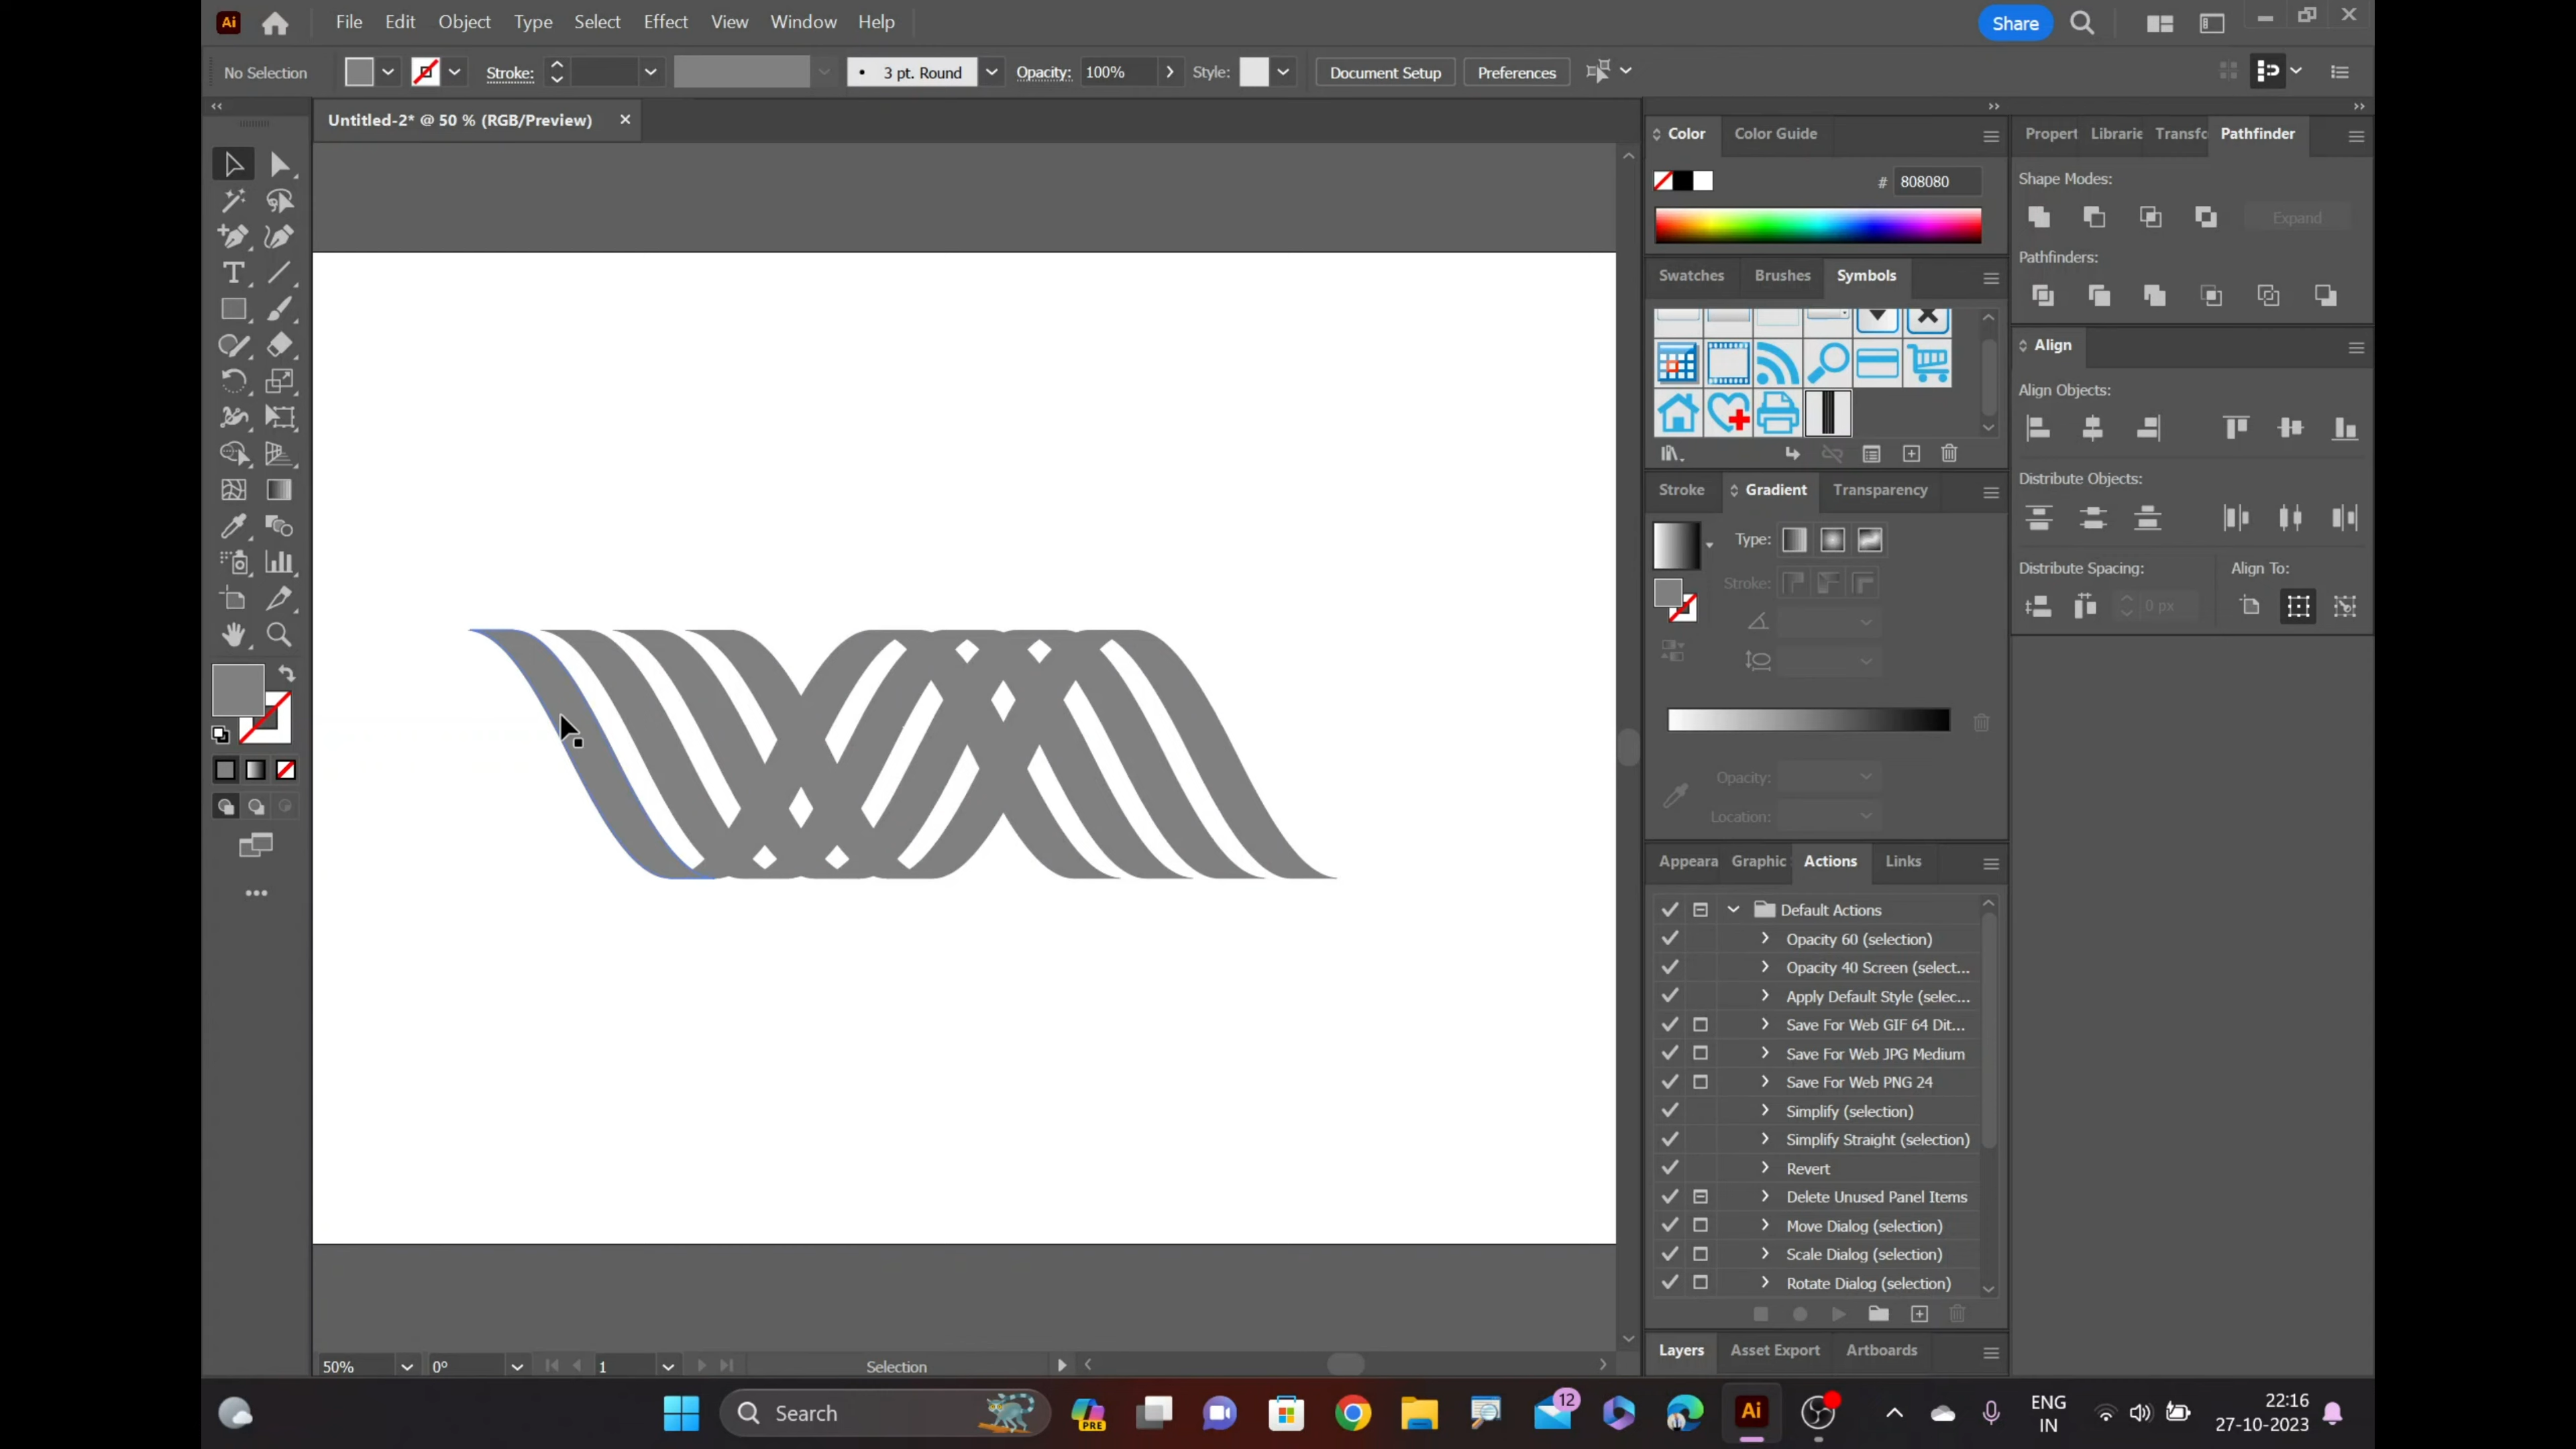 Ai File Edit Object Type Select Effect View Window Help Share
No Selection Stroke: 3 pt. Round Opacity: 100% Style: Document Setup Preferences
Untitled-2* @ 50 % (RGB/Preview)
Color Color Guide
# 808080
Swatches Brushes Symbols
Stroke Gradient Transparency
Type:
Stroke:
Opacity:
Location:
Appeara Graphic Actions Links
Default Actions
Opacity 60 (selection)
Opacity 40 Screen (select...
Apply Default Style (selec...
Save For Web GIF 64 Dit...
Save For Web JPG Medium
Save For Web PNG 24
Simplify (selection)
Simplify Straight (selection)
Revert
Delete Unused Panel Items
Move Dialog (selection)
Scale Dialog (selection)
Rotate Dialog (selection)
Layers Asset Export Artboards
Propert Librarie Transfo Pathfinder
Shape Modes:
Expand
Pathfinders:
Align
Align Objects:
Distribute Objects:
Distribute Spacing: Align To:
0 px
50% 0° 1 Selection
Search PRE 12 Ai ENG 22:16
IN 27-10-2023